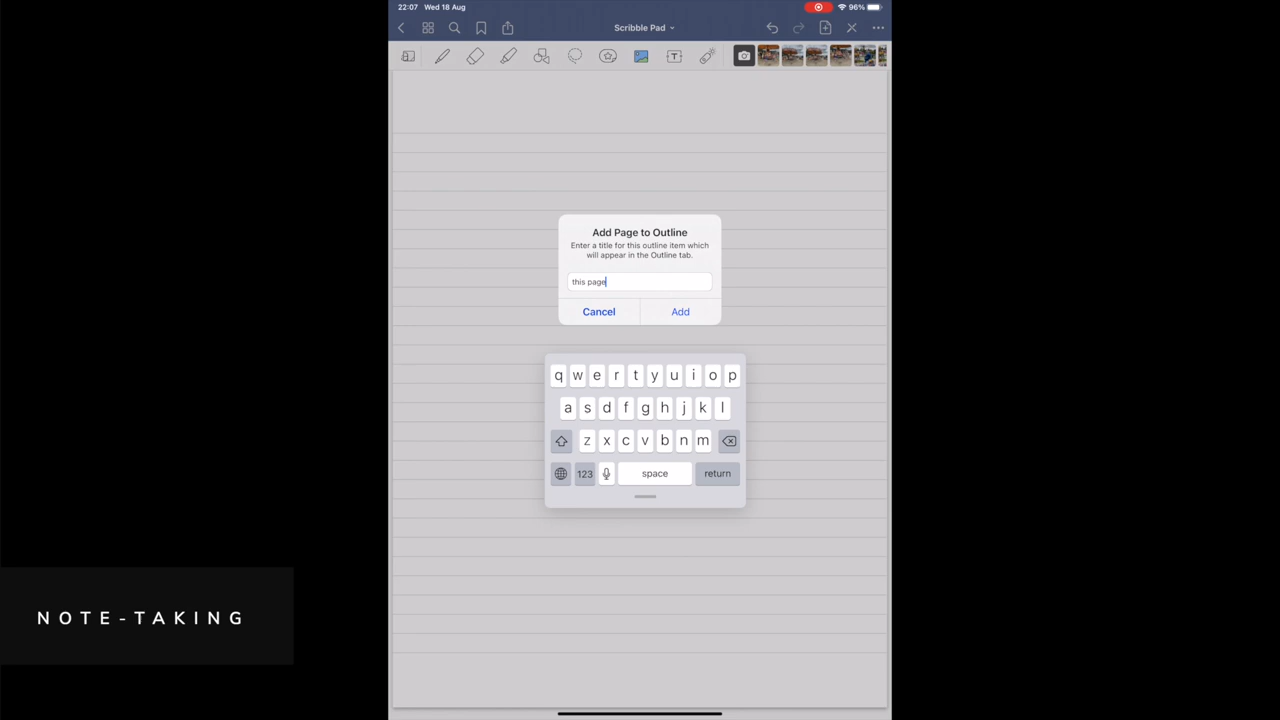 22:07 Wed 18 Aug
96%
Scribble Pad
T
Add Page to Outline
Enter a title for this outline item which
will appear in the Outline tab.
this page
Cancel Add
q w e r t y u i o p
a s d f g h j k l
z x c v b n m
123 space return
NOTE-TAKING